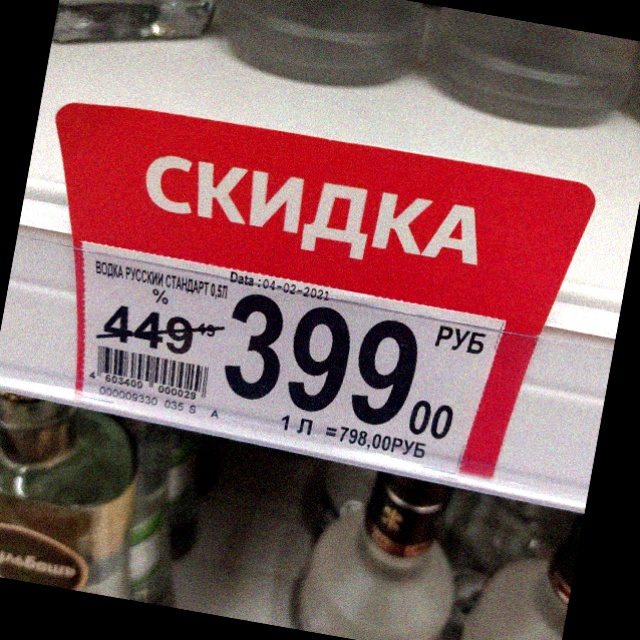 СКИДКА
ВОДКА РУССКИЙ СТАНДАРТ 0,5Л
Data :04-02-2021
%
449
399 00
РУБ
4 603400 000029
000009330 035 S A
1 Л =798,00РУБ